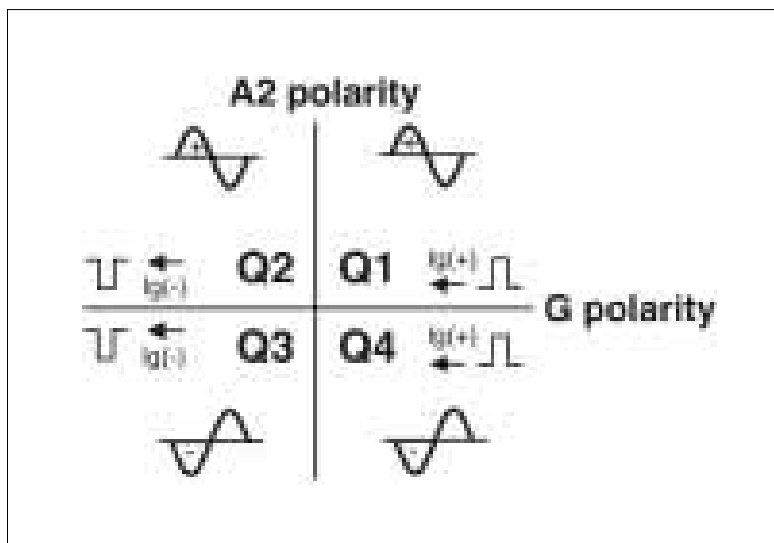 A2 polarity
+ +
Q2 Q1 Ig(+)
Ig(-)
G polarity
Q3 Q4 Ig(+)
Ig(-)
- -